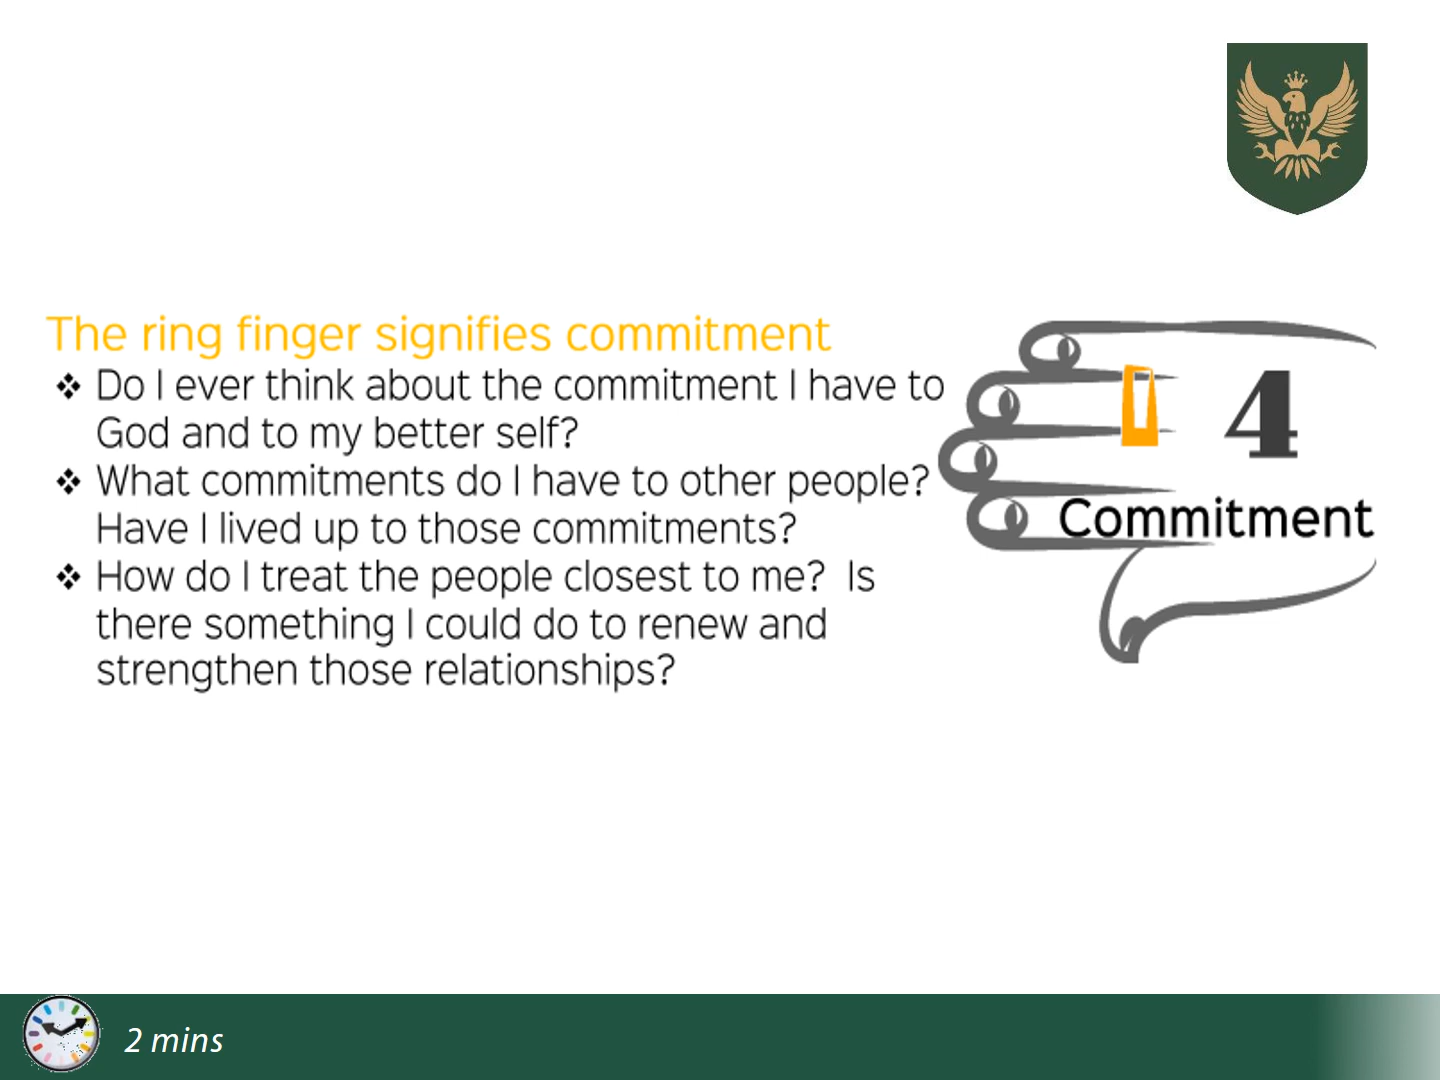 The ring finger signifies commitment
❖ Do I ever think about the commitment I have to
God and to my better self?
❖ What commitments do I have to other people?
Have I lived up to those commitments?
❖ How do I treat the people closest to me?  Is
there something I could do to renew and
strengthen those relationships?
4
Commitment
2 mins